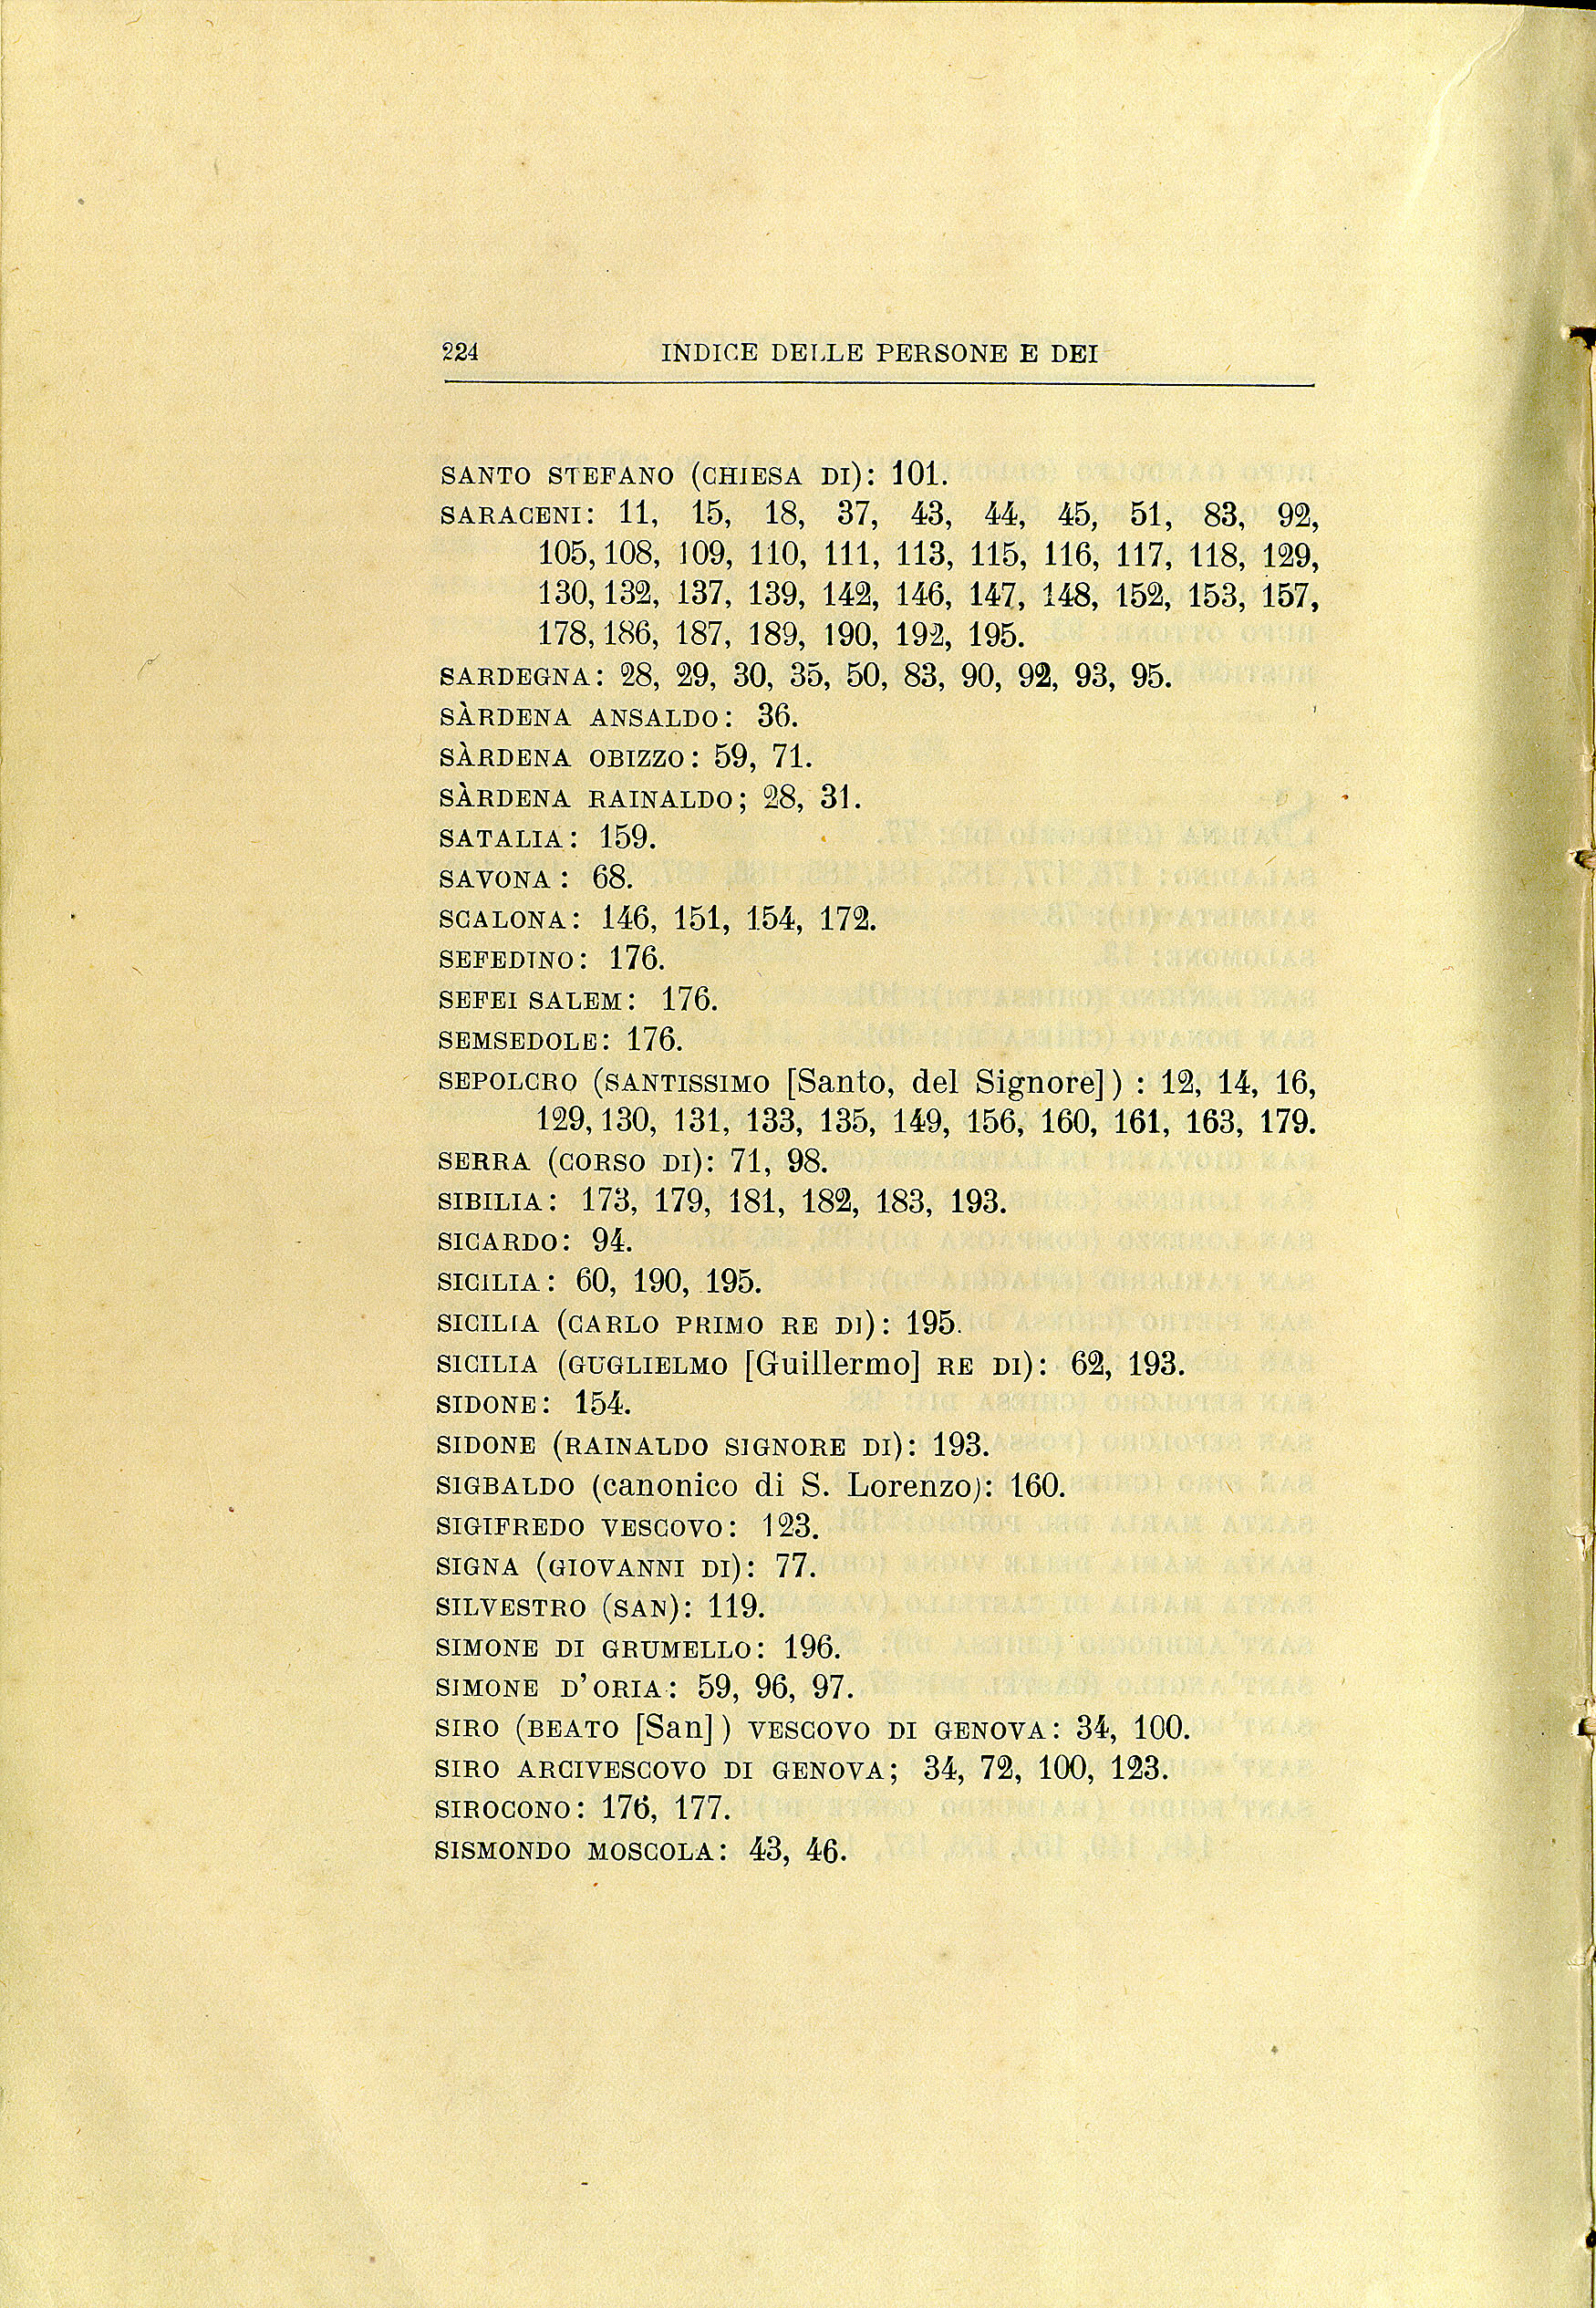 224 INDICE DELLE PERSONE E DEI
SANTO STEFANO (CHIESA DI): 101.
SARACENI: 11, 15, 18, 37, 43, 44, 45, 51, 83, 92,
105, 108, 109, 110, 111, 113, 115, 116, 117, 118, 129,
130, 132, 137, 139, 142, 146, 147, 148, 152, 153, 157,
178, 186, 187, 189, 190, 192, 195.
SARDEGNA: 28, 29, 30, 35, 50, 83, 90, 92, 93, 95.
SÀRDENA ANSALDO: 36.
SÀRDENA OBIZZO: 59, 71.
SÀRDENA RAINALDO; 28, 31.
SATALIA: 159.
SAVONA: 68.
SCALONA: 146, 151, 154, 172.
SEFEDINO: 176.
SEFEI SALEM: 176.
SEMSEDOLE: 176.
SEPOLCRO (SANTISSIMO [Santo, del Signore]) : 12, 14, 16,
129, 130, 131, 133, 135, 149, 156, 160, 161, 163, 179.
SERRA (CORSO DI): 71, 98.
SIBILIA: 173, 179, 181, 182, 183, 193.
SICARDO: 94.
SICILIA: 60, 190, 195.
SICILIA (CARLO PRIMO RE DI): 195.
SICILIA (GUGLIELMO [Guillermo] RE DI): 62, 193.
SIDONE: 154.
SIDONE (RAINALDO SIGNORE DI): 193.
SIGBALDO (canonico di S. Lorenzo): 160.
SIGIFREDO VESCOVO: 123.
SIGNA (GIOVANNI DI): 77.
SILVESTRO (SAN): 119.
SIMONE DI GRUMELLO: 196.
SIMONE D'ORIA: 59, 96, 97.
SIRO (BEATO [San]) VESCOVO DI GENOVA: 34, 100.
SIRO ARCIVESCOVO DI GENOVA; 34, 72, 100, 123.
SIROCONO: 176, 177.
SISMONDO MOSCOLA: 43, 46.